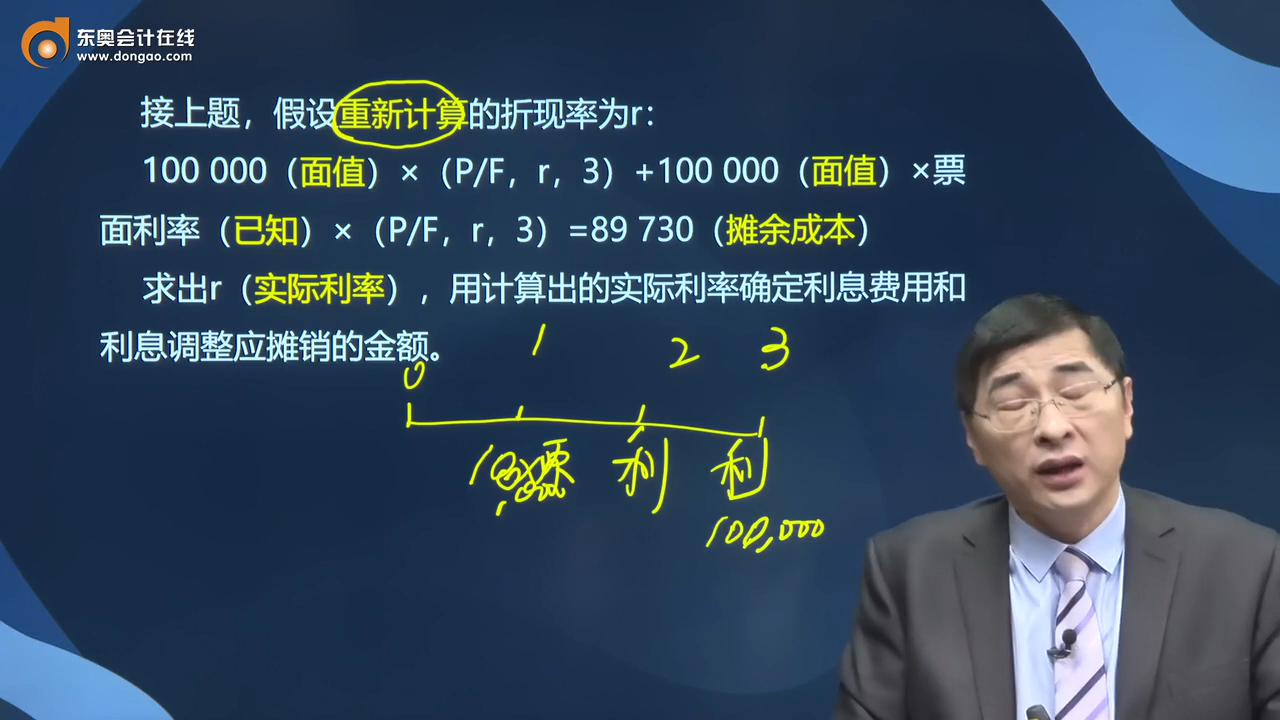 东奥会计在线
www.dongao.com
接上题，假设重新计算的折现率为r：
100 000（面值）×（P/F，r，3）+100 000（面值）×票
面利率（已知）×（P/F，r，3）=89 730（摊余成本）
求出r（实际利率），用计算出的实际利率确定利息费用和
利息调整应摊销的金额。
0 1 2 3
利 利
100,000